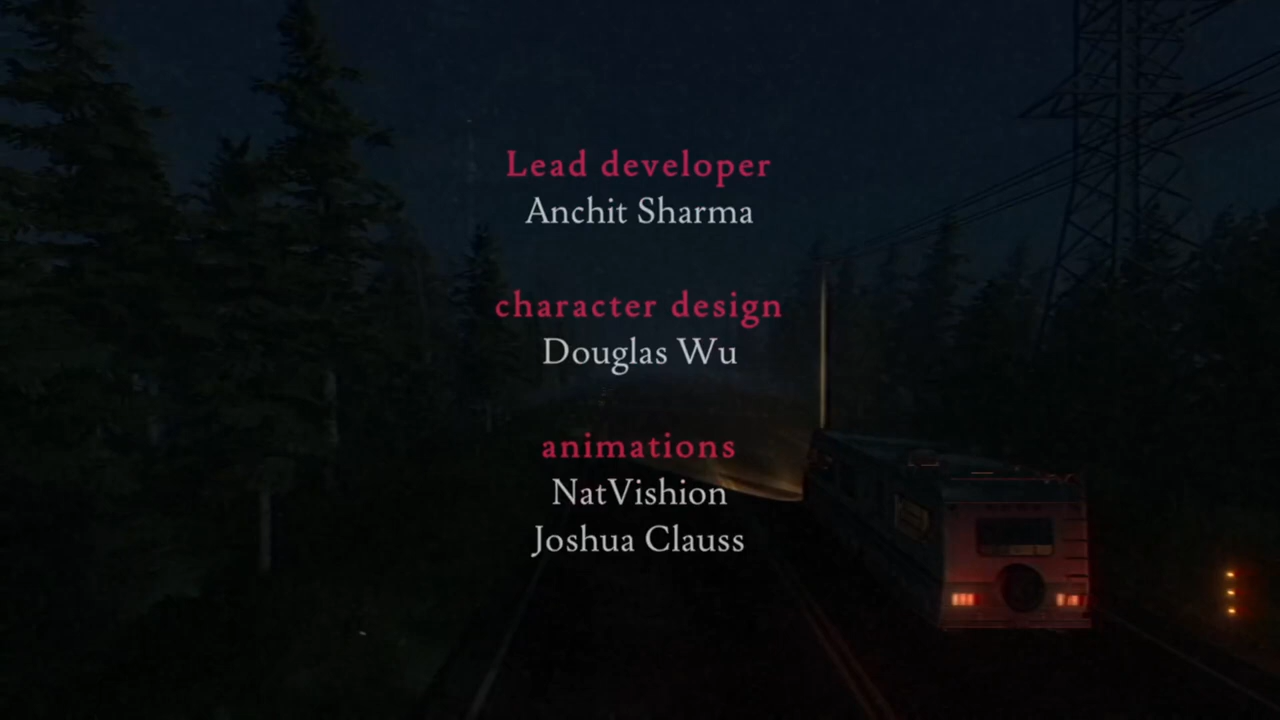 Lead developer
Anchit Sharma
character design
Douglas Wu
animations
NatVishion
Joshua Clauss